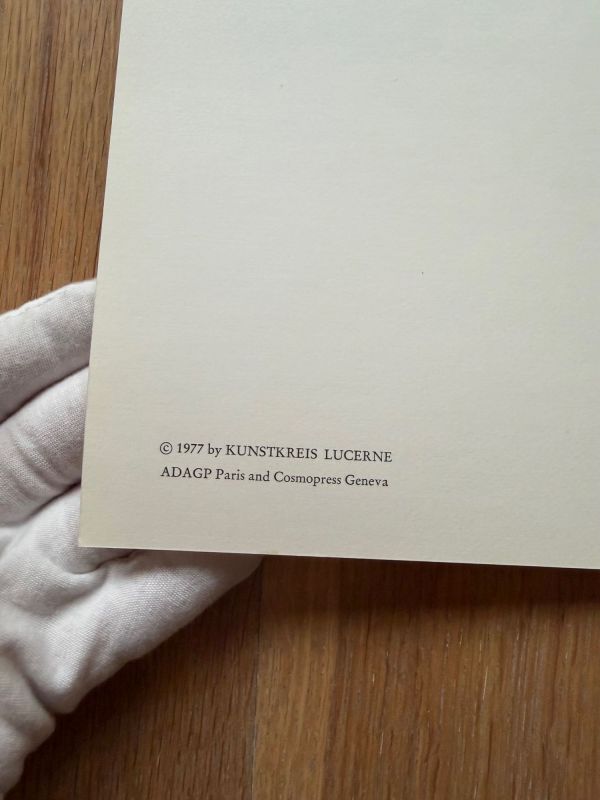 © 1977 by KUNSTKREIS LUCERNE
ADAGP Paris and Cosmopress Geneva